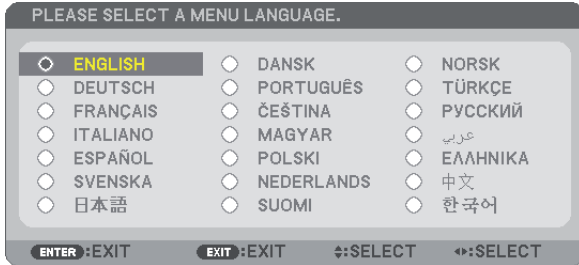 PLEASE SELECT A MENU LANGUAGE.
ENGLISH DANSK NORSK
DEUTSCH PORTUGUÊS TÜRKÇE
FRANÇAIS ČEŠTINA РУССКИЙ
ITALIANO MAGYAR عربي
ESPAÑOL POLSKI ΕΛΛΗΝΙΚΑ
SVENSKA NEDERLANDS 中文
日本語 SUOMI 한국어
ENTER :EXIT EXIT :EXIT :SELECT :SELECT